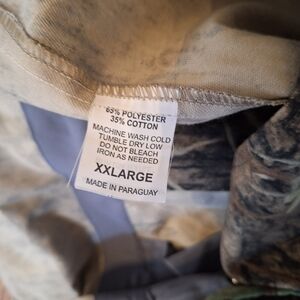 65% POLYESTER
35% COTTON
MACHINE WASH COLD
TUMBLE DRY LOW
DO NOT BLEACH
IRON AS NEEDED
XXLARGE
MADE IN PARAGUAY